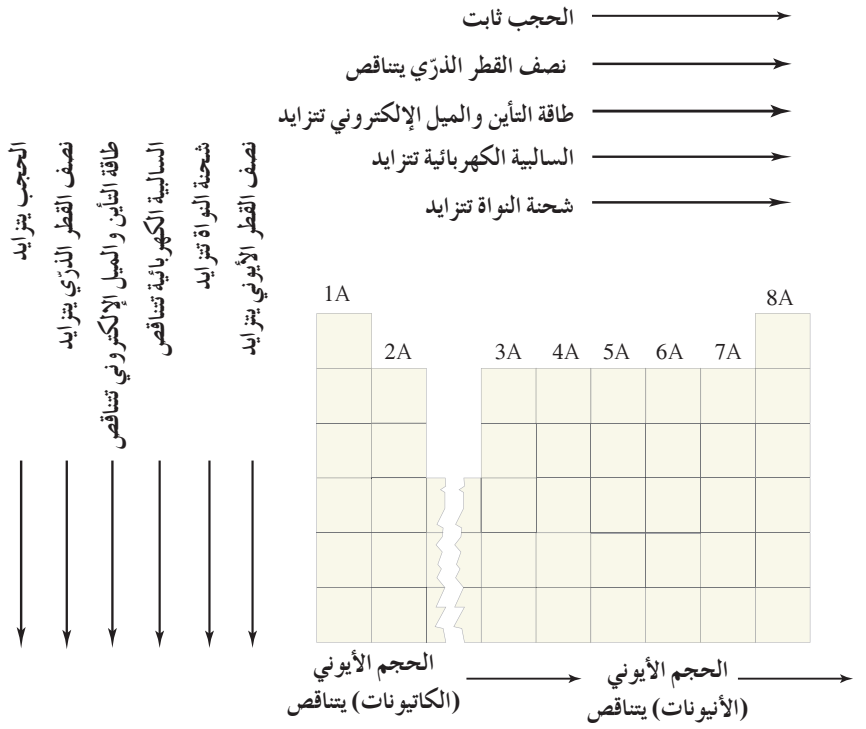 الحجب ثابت
نصف القطر الذرّي يتناقص
طاقة التأين والميل الإلكتروني تتزايد
السالبية الكهربائية تتزايد
شحنة النواة تتزايد
نصف القطر الأيوني يتزايد
شحنة النواة تتزايد
السالبية الكهربائية تتناقص
طاقة التأين والميل الإلكتروني تتناقص
نصف القطر الذرّي يتزايد
الحجب يتزايد
1A
8A
2A
3A 4A 5A 6A 7A
الحجم الأيوني
(الأنيونات) يتناقص
الحجم الأيوني
(الكاتيونات) يتناقص